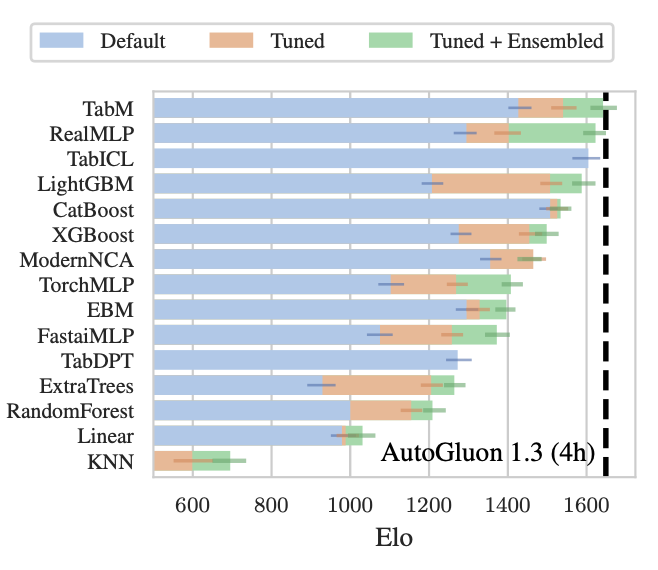 Default Tuned Tuned + Ensembled
TabM
RealMLP
TabICL
LightGBM
CatBoost
XGBoost
ModernNCA
TorchMLP
EBM
FastaiMLP
TabDPT
ExtraTrees
RandomForest
Linear
KNN
AutoGluon 1.3 (4h)
600 800 1000 1200 1400 1600
Elo